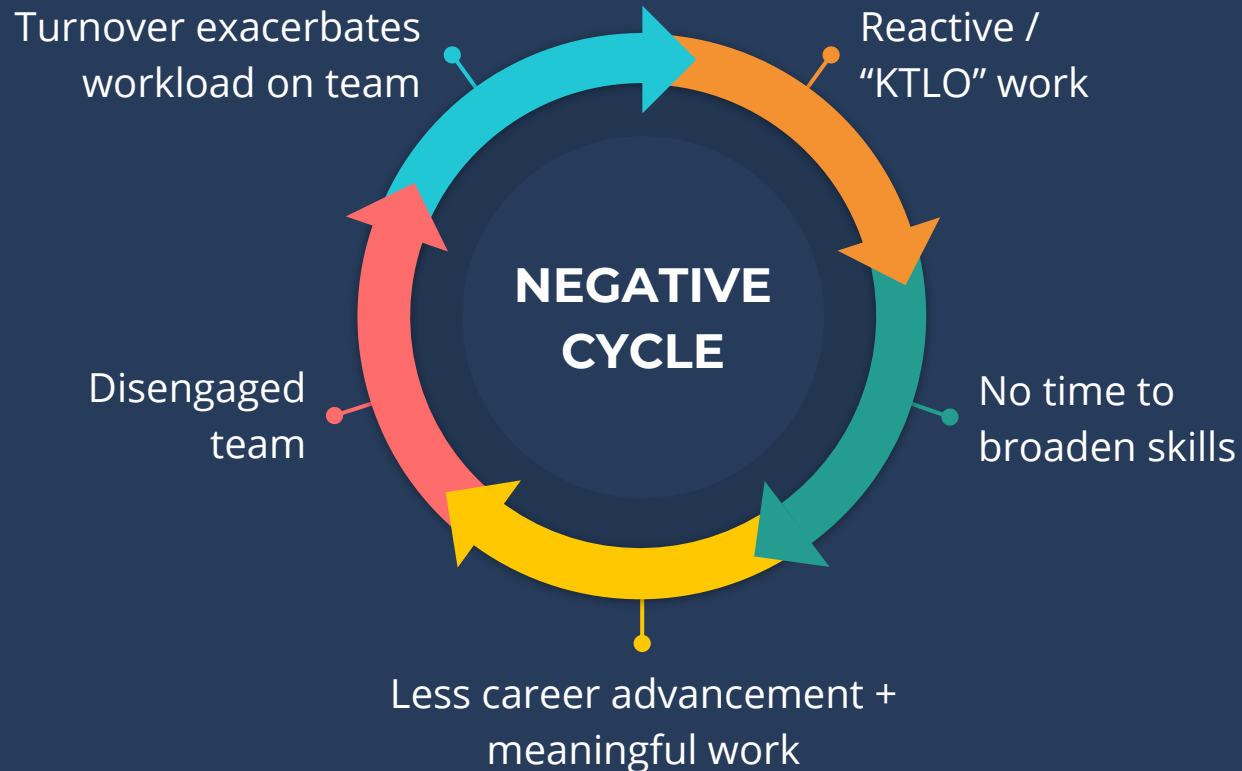 Turnover exacerbates
workload on team
Reactive /
“KTLO” work
NEGATIVE
CYCLE
Disengaged
team
No time to
broaden skills
Less career advancement +
meaningful work